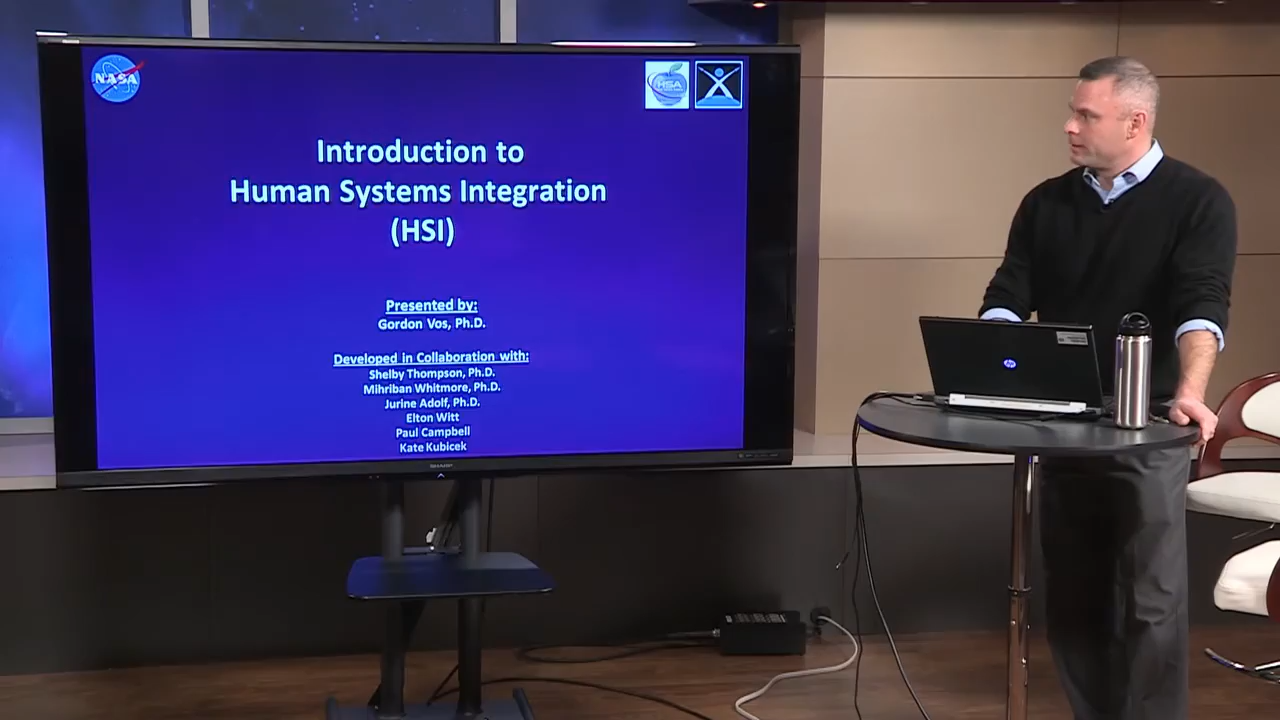 NASA
HSA
Introduction to
Human Systems Integration
(HSI)
Presented by:
Gordon Vos, Ph.D.
Developed in Collaboration with:
Shelby Thompson, Ph.D.
Mihriban Whitmore, Ph.D.
Jurine Adolf, Ph.D.
Elton Witt
Paul Campbell
Kate Kubicek
SHARP
hp